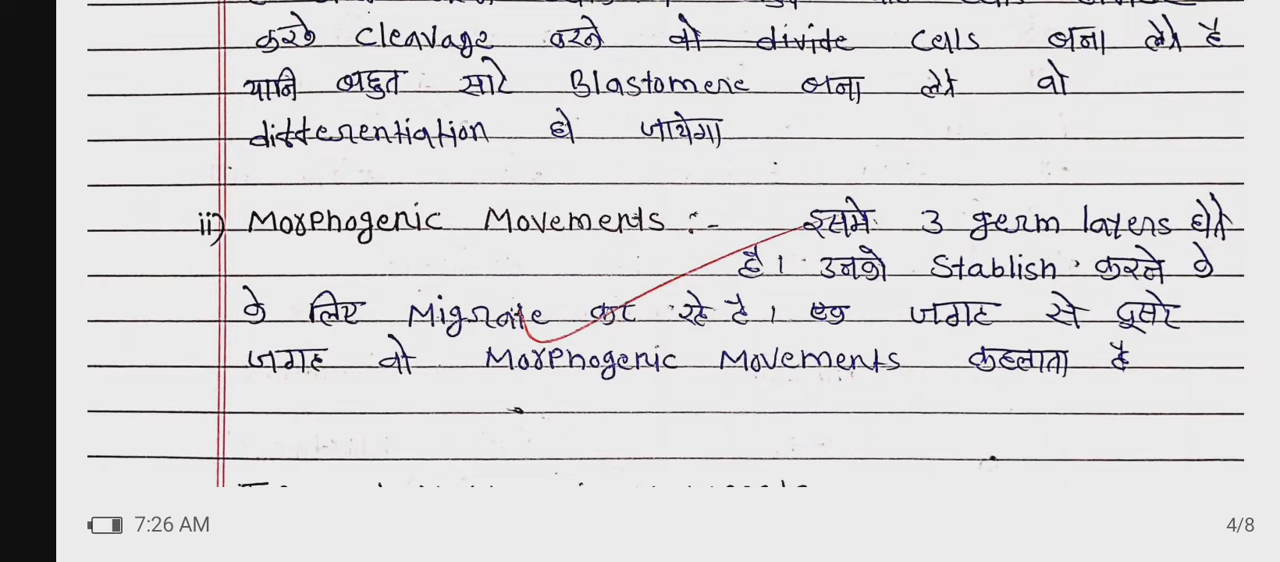 करके cleavage करने वो divide cells बना लेते है
यानि बहुत सारे Blastomere बना लेते वो
differentiation हो जायेगा
ii) Morphogenic Movements :- इसमे 3 germ layers होते
है। उनको Stablish करने के
के लिए Migrate कर रहे है। एक जगह से दूसरे
जगह वो Morphogenic Movements कहलाता है
7:26 AM
4/8